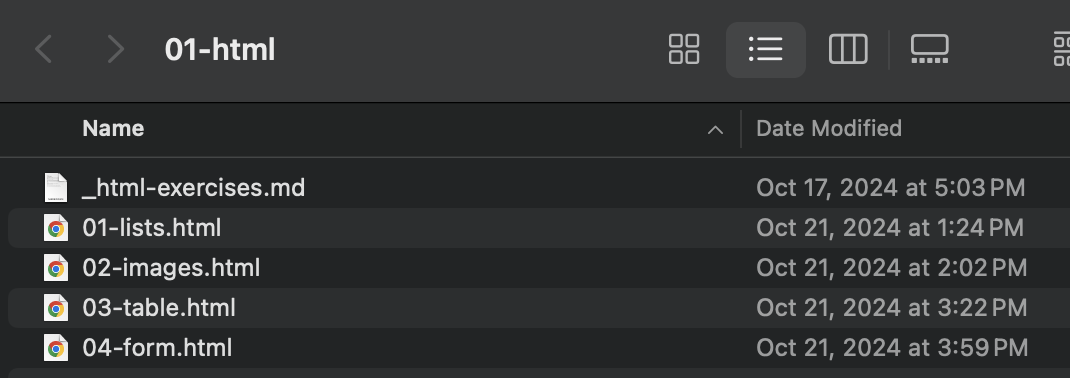 01-html
Name Date Modified
_html-exercises.md Oct 17, 2024 at 5:03 PM
01-lists.html Oct 21, 2024 at 1:24 PM
02-images.html Oct 21, 2024 at 2:02 PM
03-table.html Oct 21, 2024 at 3:22 PM
04-form.html Oct 21, 2024 at 3:59 PM